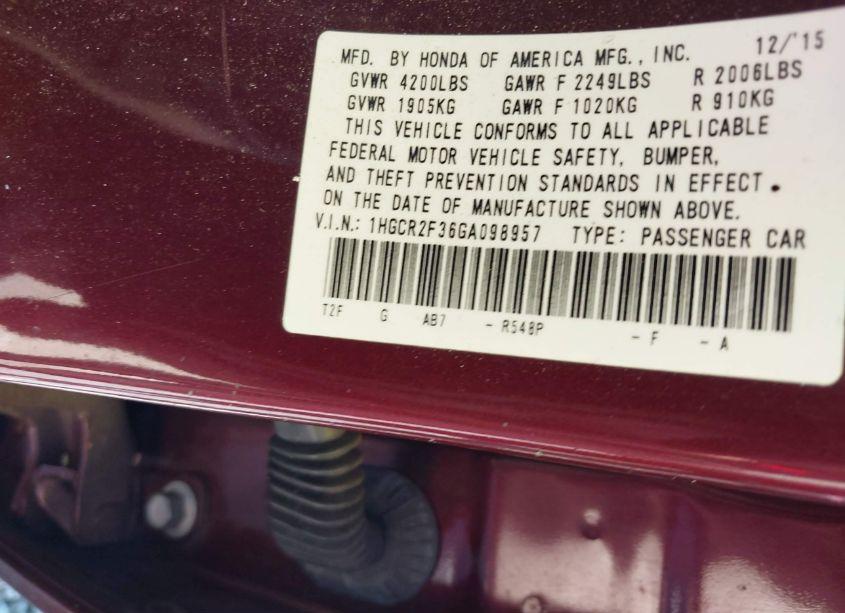 MFD. BY HONDA OF AMERICA MFG., INC. 12/'15
GVWR 4200LBS GAWR F 2249LBS R 2006LBS
GVWR 1905KG GAWR F 1020KG R 910KG
THIS VEHICLE CONFORMS TO ALL APPLICABLE
FEDERAL MOTOR VEHICLE SAFETY, BUMPER,
AND THEFT PREVENTION STANDARDS IN EFFECT.
ON THE DATE OF MANUFACTURE SHOWN ABOVE.
V.I.N.: 1HGCR2F36GA098957 TYPE: PASSENGER CAR
T2F G AB7 - R548P - F - A